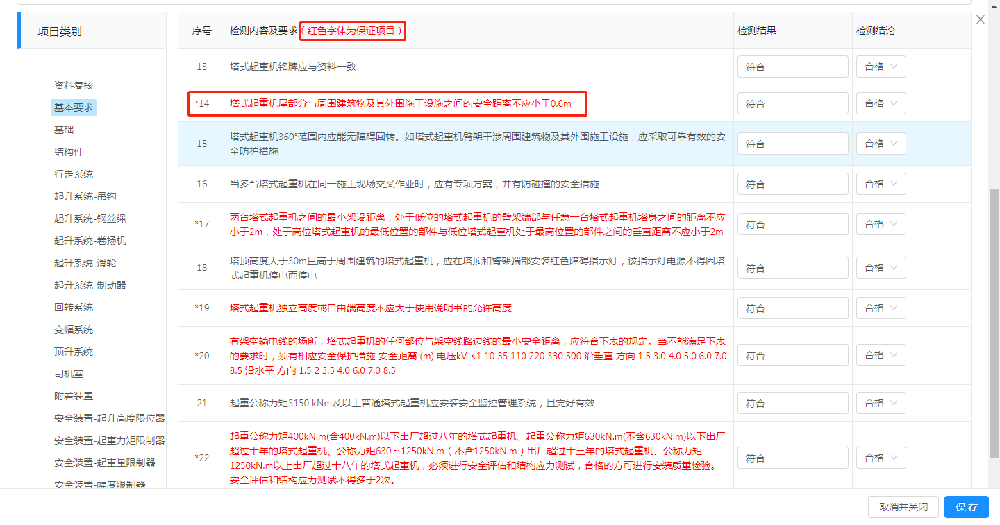 项目类别
资料复核
基本要求
基础
结构件
行走系统
起升系统-吊钩
起升系统-钢丝绳
起升系统-卷扬机
起升系统-滑轮
起升系统-制动器
回转系统
变幅系统
顶升系统
司机室
附着装置
安全装置-起升高度限位器
安全装置-起重力矩限制器
安全装置-起重量限制器
安全装置-幅度限制器
序号 检测内容及要求 ( 红色字体为保证项目 ) 检测结果 检测结论 X
13 塔式起重机铭牌应与资料一致 符合 合格
*14 塔式起重机尾部分与周围建筑物及其外围施工设施之间的安全距离不应小于0.6m 符合 合格
15 塔式起重机360°范围内应能无障碍回转。如塔式起重机臂架干涉周围建筑物及其外围施工设施，应采取可靠有效的安
全防护措施 符合 合格
16 当多台塔式起重机在同一施工现场交叉作业时，应有专项方案，并有防碰撞的安全措施 符合 合格
*17 两台塔式起重机之间的最小架设距离，处于低位的塔式起重机的臂架端部与任意一台塔式起重机塔身之间的距离不应
小于2m，处于高位塔式起重机的最低位置的部件与低位塔式起重机处于最高位置的部件之间的垂直距离不应小于2m 符合 合格
18 塔顶高度大于30m且高于周围建筑的塔式起重机，应在塔顶和臂架端部安装红色障碍指示灯，该指示灯电源不得因塔
式起重机停电而停电 符合 合格
*19 塔式起重机独立高度或自由端高度不应大于使用说明书的允许高度 符合 合格
*20 有架空输电线的场所，塔式起重机的任何部位与架空线路边线的最小安全距离，应符合下表的规定。当不能满足下表
的要求时，须有相应安全保护措施 安全距离 (m) 电压kV <1 10 35 110 220 330 500 沿垂直 方向 1.5 3.0 4.0 5.0 6.0 7.0
8.5 沿水平 方向 1.5 2 3.5 4.0 6.0 7.0 8.5 符合 合格
21 起重公称力矩3150 kNm及以上普通塔式起重机应安装安全监控管理系统，且完好有效 符合 合格
*22 起重公称力矩400kN.m(含400kN.m)以下出厂超过八年的塔式起重机、起重公称力矩630kN.m(不含630kN.m)以下出厂
超过十年的塔式起重机、公称力矩630～1250kN.m（不含1250kN.m）出厂超过十三年的塔式起重机、公称力矩
1250kN.m以上出厂超过十八年的塔式起重机，必须进行安全评估和结构应力测试，合格的方可进行安装质量检验。
安全评估和结构应力测试不得多于2次。 符合 合格
取消并关闭 保 存